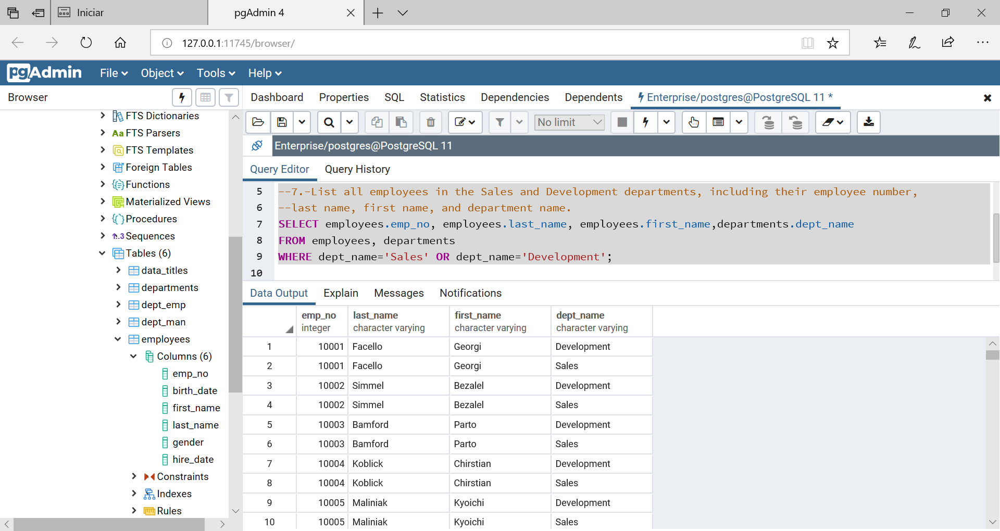 Iniciar
pgAdmin 4
127.0.0.1:11745/browser/
pgAdmin File Object Tools Help
Browser
Dashboard Properties SQL Statistics Dependencies Dependents Enterprise/postgres@PostgreSQL 11 *
FTS Dictionaries
FTS Parsers
FTS Templates
Foreign Tables
Functions
Materialized Views
Procedures
1..3 Sequences
Tables (6)
data_titles
departments
dept_emp
dept_man
employees
Columns (6)
emp_no
birth_date
first_name
last_name
gender
hire_date
Constraints
Indexes
Rules
No limit
Enterprise/postgres@PostgreSQL 11
Query Editor Query History
5 --7.-List all employees in the Sales and Development departments, including their employee number,
6 --last name, first name, and department name.
7 SELECT employees.emp_no, employees.last_name, employees.first_name,departments.dept_name
8 FROM employees, departments
9 WHERE dept_name='Sales' OR dept_name='Development';
10
Data Output Explain Messages Notifications
emp_no last_name first_name dept_name
integer character varying character varying character varying
1 10001 Facello Georgi Development
2 10001 Facello Georgi Sales
3 10002 Simmel Bezalel Development
4 10002 Simmel Bezalel Sales
5 10003 Bamford Parto Development
6 10003 Bamford Parto Sales
7 10004 Koblick Chirstian Development
8 10004 Koblick Chirstian Sales
9 10005 Maliniak Kyoichi Development
10 10005 Maliniak Kyoichi Sales